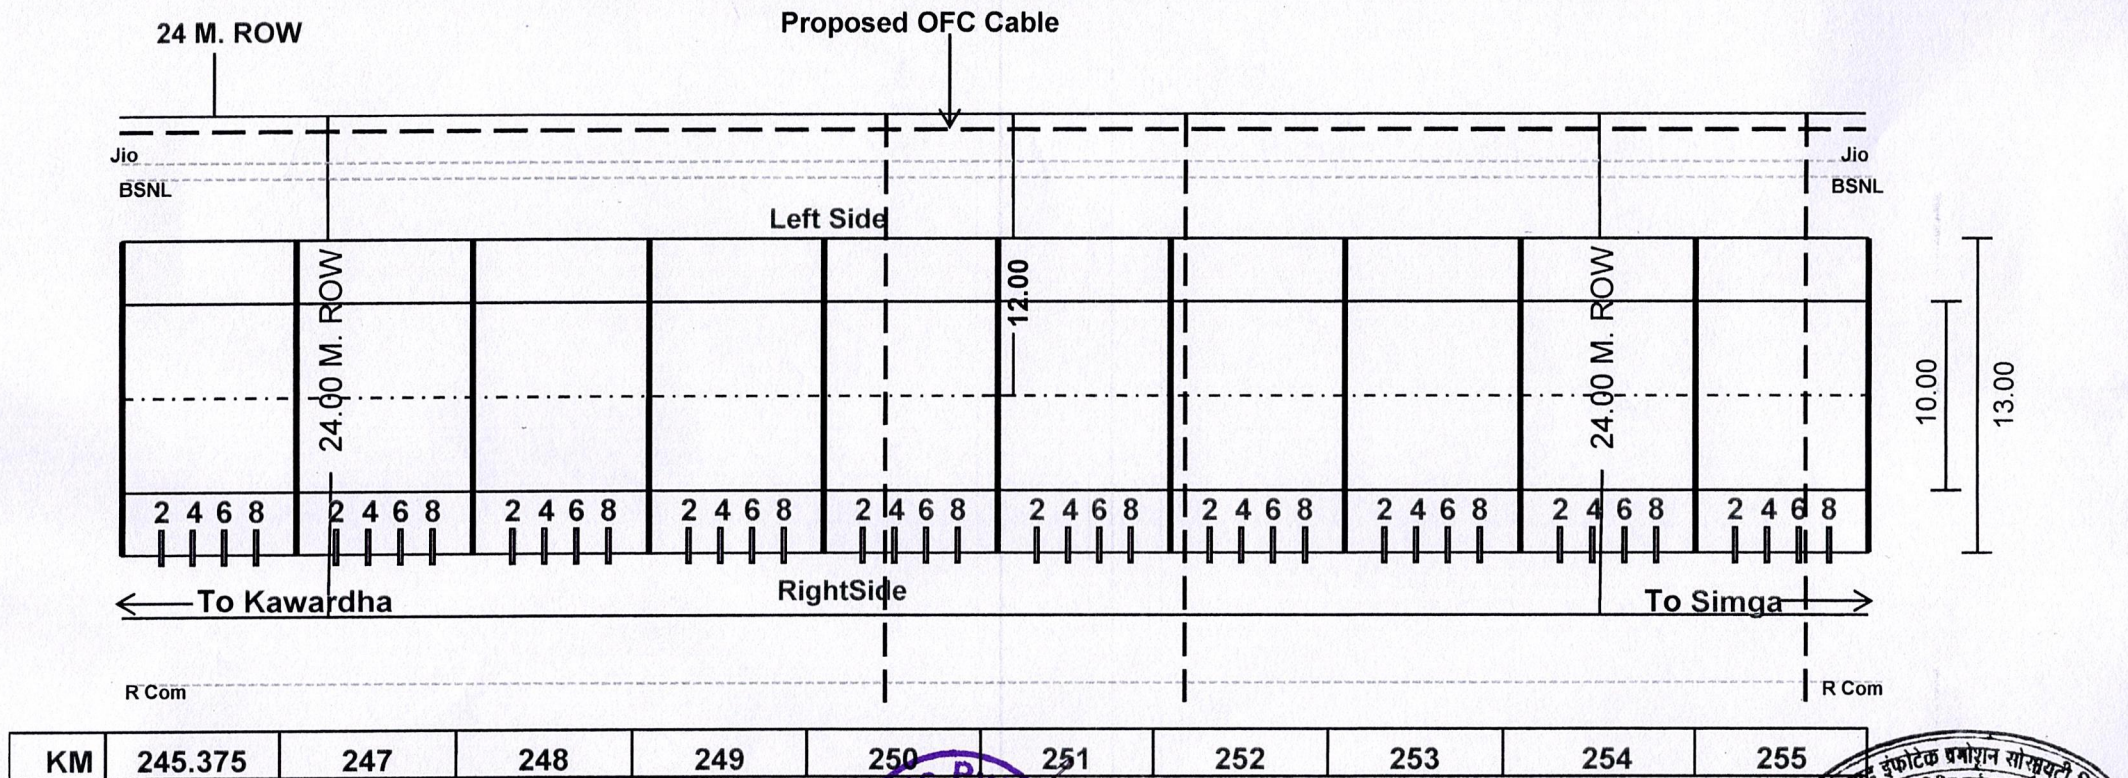 24 M. ROW
Proposed OFC Cable
Jio
Jio
BSNL
BSNL
Left Side
24.00 M. ROW
12.00
24.00 M. ROW
10.00
13.00
2 4 6 8 2 4 6 8 2 4 6 8 2 4 6 8 2 4 6 8 2 4 6 8 2 4 6 8 2 4 6 8 2 4 6 8 2 4 6 8
To Kawardha
RightSide
To Simga
R Com
R Com
KM 245.375 247 248 249 250 251 252 253 254 255
इंफोटेक प्रमोशन